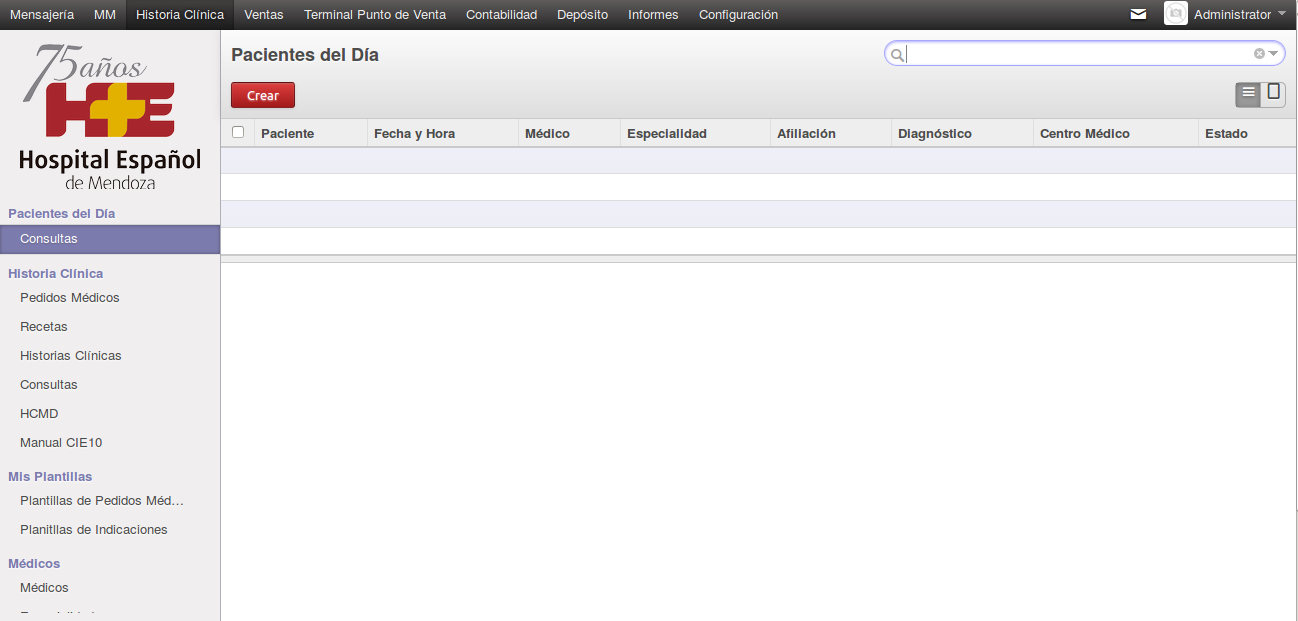 Mensajería MM Historia Clínica Ventas Terminal Punto de Venta Contabilidad Depósito Informes Configuración Administrator
75 años
HE
Hospital Español
de Mendoza
Pacientes del Día
Consultas
Historia Clínica
Pedidos Médicos
Recetas
Historias Clínicas
Consultas
HCMD
Manual CIE10
Mis Plantillas
Plantillas de Pedidos Méd…
Planitllas de Indicaciones
Médicos
Médicos
Pacientes del Día
Crear
Paciente Fecha y Hora Médico Especialidad Afiliación Diagnóstico Centro Médico Estado